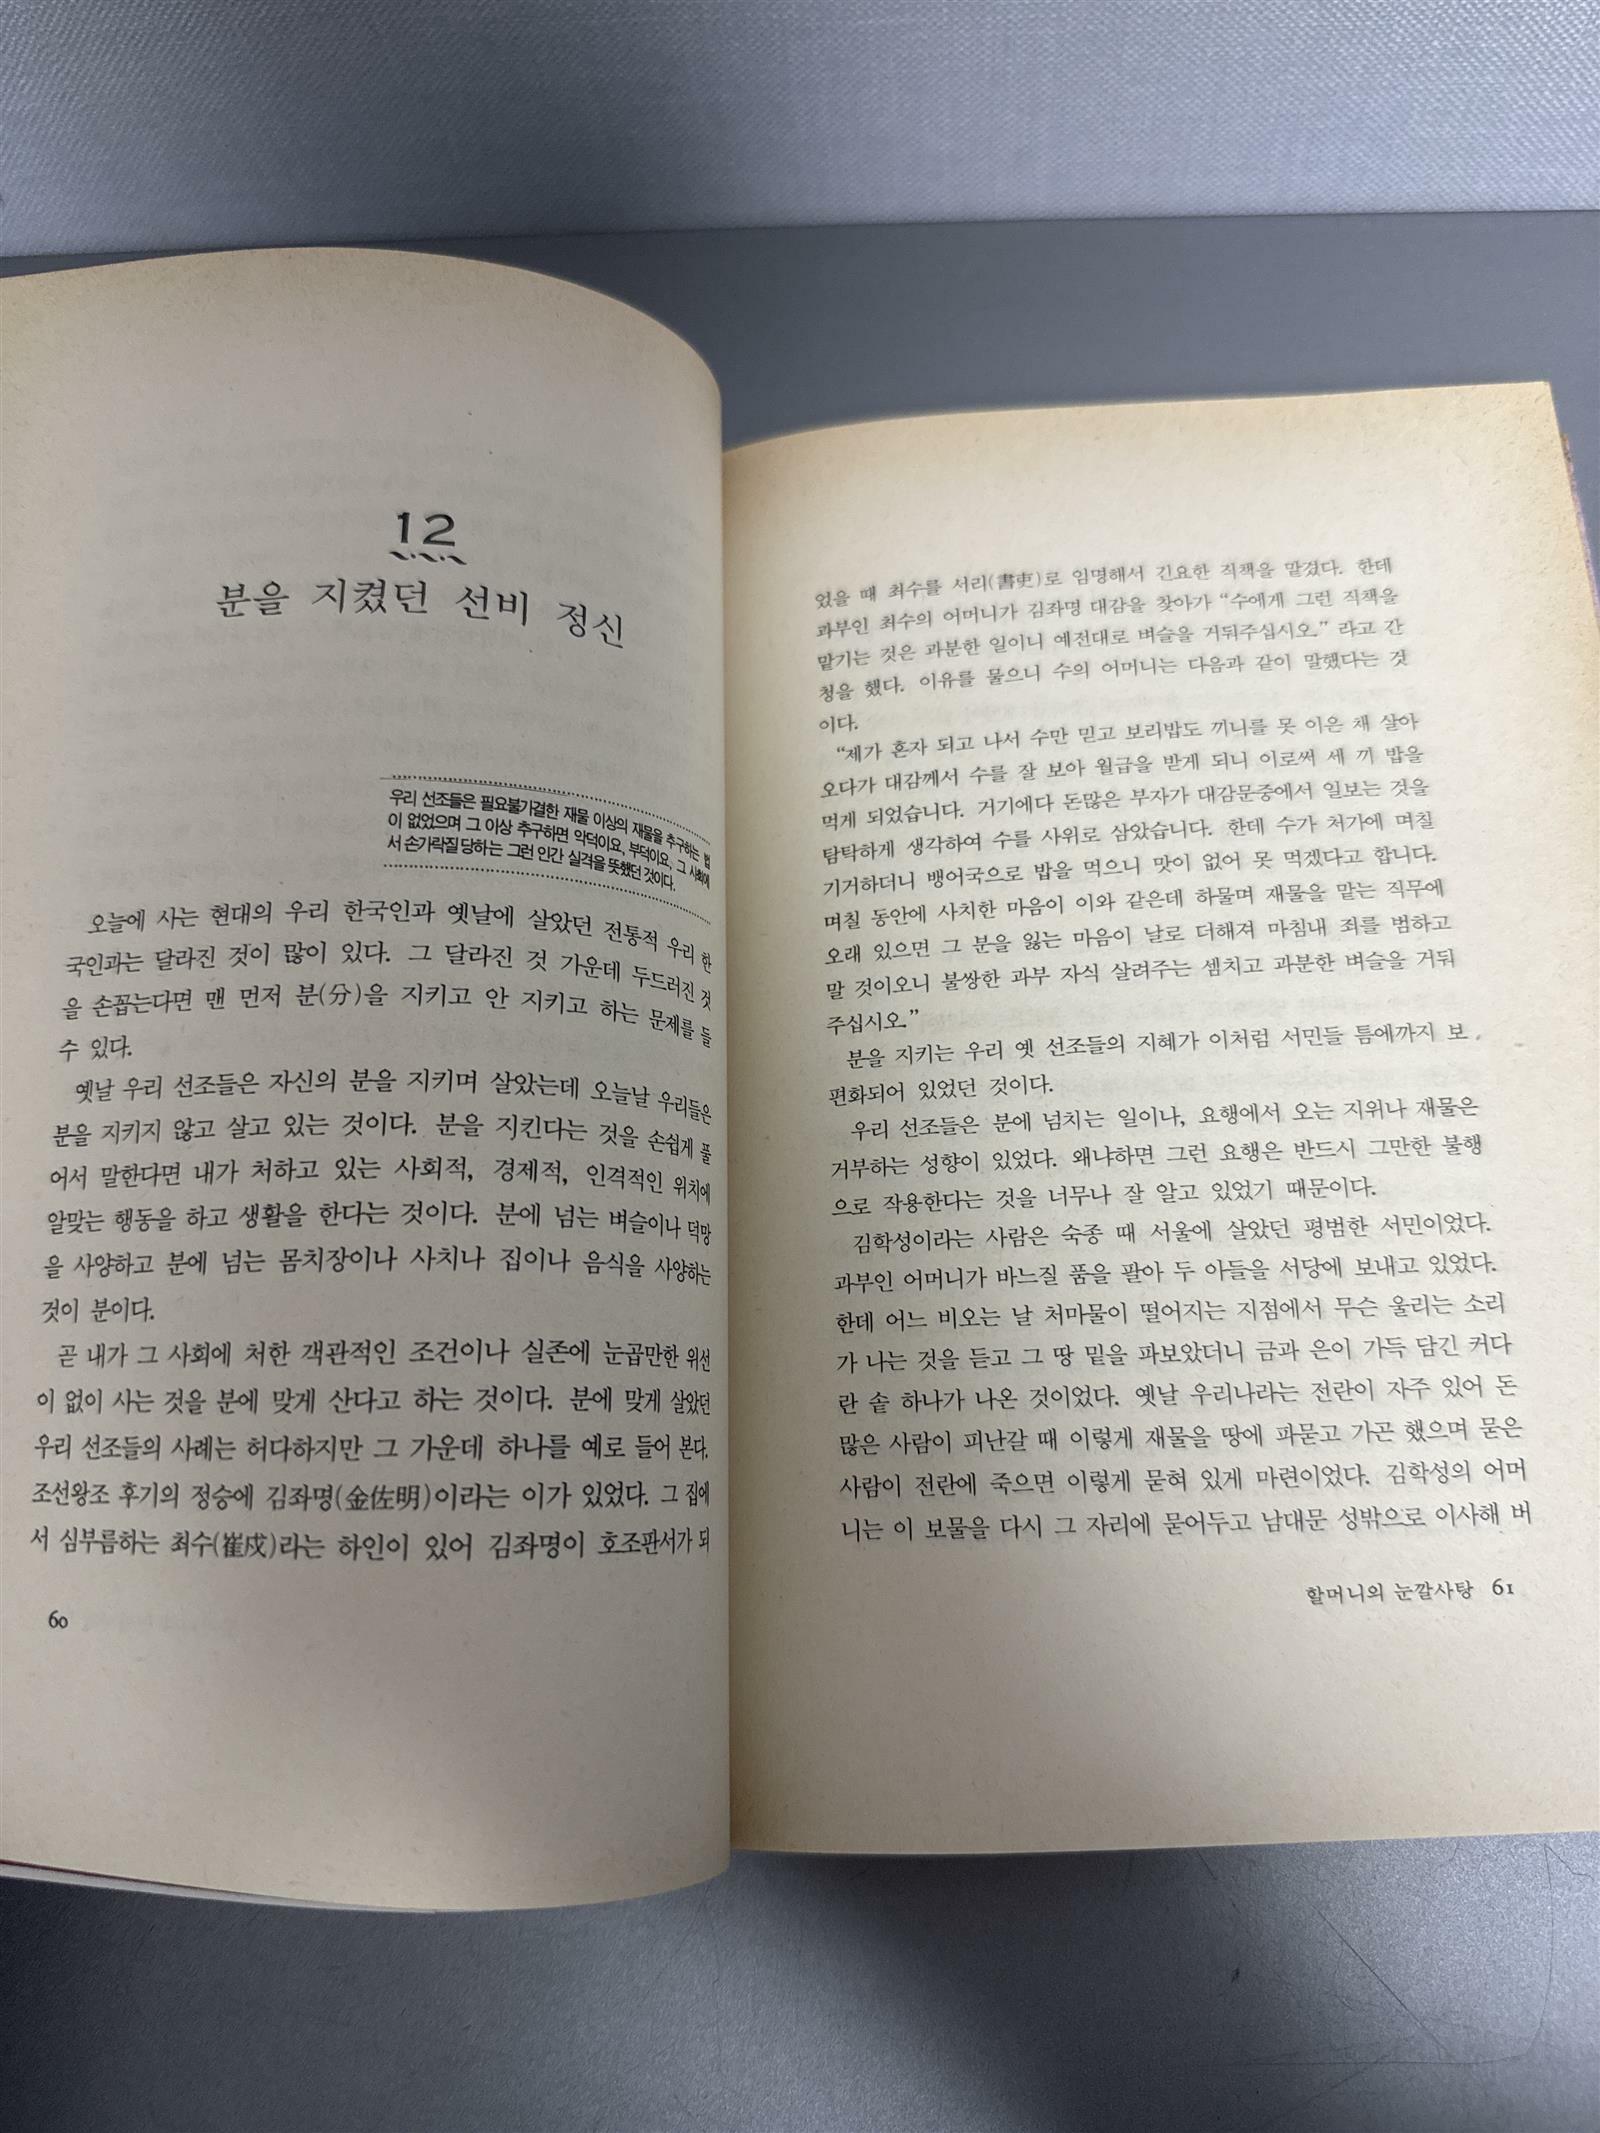 12
분을 지켰던 선비 정신
우리 선조들은 필요불가결한 재물 이상의 재물을 추구하는 법
이 없었으며 그 이상 추구하면 악덕이요, 부덕이요, 그 사회에
서 손가락질 당하는 그런 인간 실격을 뜻했던 것이다.
오늘에 사는 현대의 우리 한국인과 옛날에 살았던 전통적 우리 한
국인과는 달라진 것이 많이 있다. 그 달라진 것 가운데 두드러진 것
을 손꼽는다면 맨 먼저 분(分)을 지키고 안 지키고 하는 문제를 들
수 있다.
옛날 우리 선조들은 자신의 분을 지키며 살았는데 오늘날 우리들은
분을 지키지 않고 살고 있는 것이다. 분을 지킨다는 것을 손쉽게 풀
어서 말한다면 내가 처하고 있는 사회적, 경제적, 인격적인 위치에
알맞는 행동을 하고 생활을 한다는 것이다. 분에 넘는 벼슬이나 덕망
을 사양하고 분에 넘는 몸치장이나 사치나 집이나 음식을 사양하는
것이 분이다.
곧 내가 그 사회에 처한 객관적인 조건이나 실존에 눈곱만한 위선
이 없이 사는 것을 분에 맞게 산다고 하는 것이다. 분에 맞게 살았던
우리 선조들의 사례는 허다하지만 그 가운데 하나를 예로 들어 본다.
조선왕조 후기의 정승에 김좌명(金佐明)이라는 이가 있었다. 그 집에
서 심부름하는 최수(崔戍)라는 하인이 있어 김좌명이 호조판서가 되
60
었을 때 최수를 서리(書吏)로 임명해서 긴요한 직책을 맡겼다. 한데
과부인 최수의 어머니가 김좌명 대감을 찾아가 “수에게 그런 직책을
맡기는 것은 과분한 일이니 예전대로 벼슬을 거둬주십시오.” 라고 간
청을 했다. 이유를 물으니 수의 어머니는 다음과 같이 말했다는 것
이다.
“제가 혼자 되고 나서 수만 믿고 보리밥도 끼니를 못 이은 채 살아
오다가 대감께서 수를 잘 보아 월급을 받게 되니 이로써 세 끼 밥을
먹게 되었습니다. 거기에다 돈많은 부자가 대감문중에서 일보는 것을
탐탁하게 생각하여 수를 사위로 삼았습니다. 한데 수가 처가에 며칠
기거하더니 뱅어국으로 밥을 먹으니 맛이 없어 못 먹겠다고 합니다.
며칠 동안에 사치한 마음이 이와 같은데 하물며 재물을 맡는 직무에
오래 있으면 그 분을 잃는 마음이 날로 더해져 마침내 죄를 범하고
말 것이오니 불쌍한 과부 자식 살려주는 셈치고 과분한 벼슬을 거둬
주십시오.”
분을 지키는 우리 옛 선조들의 지혜가 이처럼 서민들 틈에까지 보
편화되어 있었던 것이다.
우리 선조들은 분에 넘치는 일이나, 요행에서 오는 지위나 재물은
거부하는 성향이 있었다. 왜냐하면 그런 요행은 반드시 그만한 불행
으로 작용한다는 것을 너무나 잘 알고 있었기 때문이다.
김학성이라는 사람은 숙종 때 서울에 살았던 평범한 서민이었다.
과부인 어머니가 바느질 품을 팔아 두 아들을 서당에 보내고 있었다.
한데 어느 비오는 날 처마물이 떨어지는 지점에서 무슨 울리는 소리
가 나는 것을 듣고 그 땅 밑을 파보았더니 금과 은이 가득 담긴 커다
란 솥 하나가 나온 것이었다. 옛날 우리나라는 전란이 자주 있어 돈
많은 사람이 피난갈 때 이렇게 재물을 땅에 파묻고 가곤 했으며 묻은
사람이 전란에 죽으면 이렇게 묻혀 있게 마련이었다. 김학성의 어머
니는 이 보물을 다시 그 자리에 묻어두고 남대문 성밖으로 이사해 버
할머니의 눈깔사탕 61